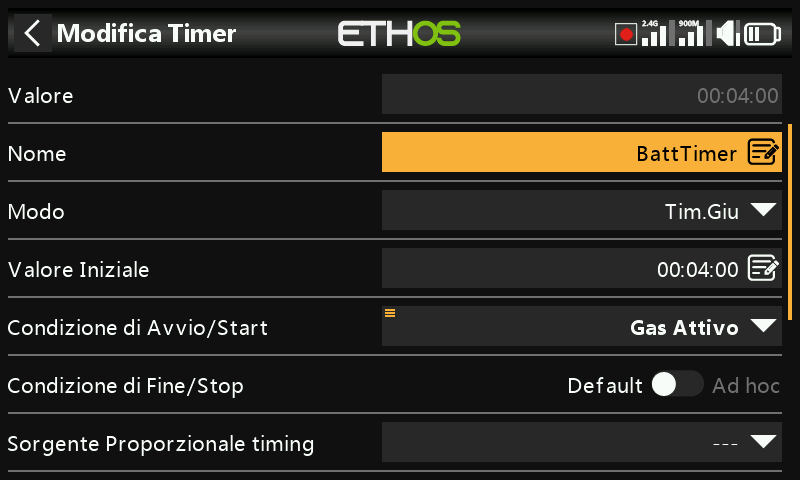 Modifica Timer ETHOS 2.4G 900M
Valore 00:04:00
Nome BattTimer
Modo Tim.Giu
Valore Iniziale 00:04:00
Condizione di Avvio/Start Gas Attivo
Condizione di Fine/Stop Default Ad hoc
Sorgente Proporzionale timing ---